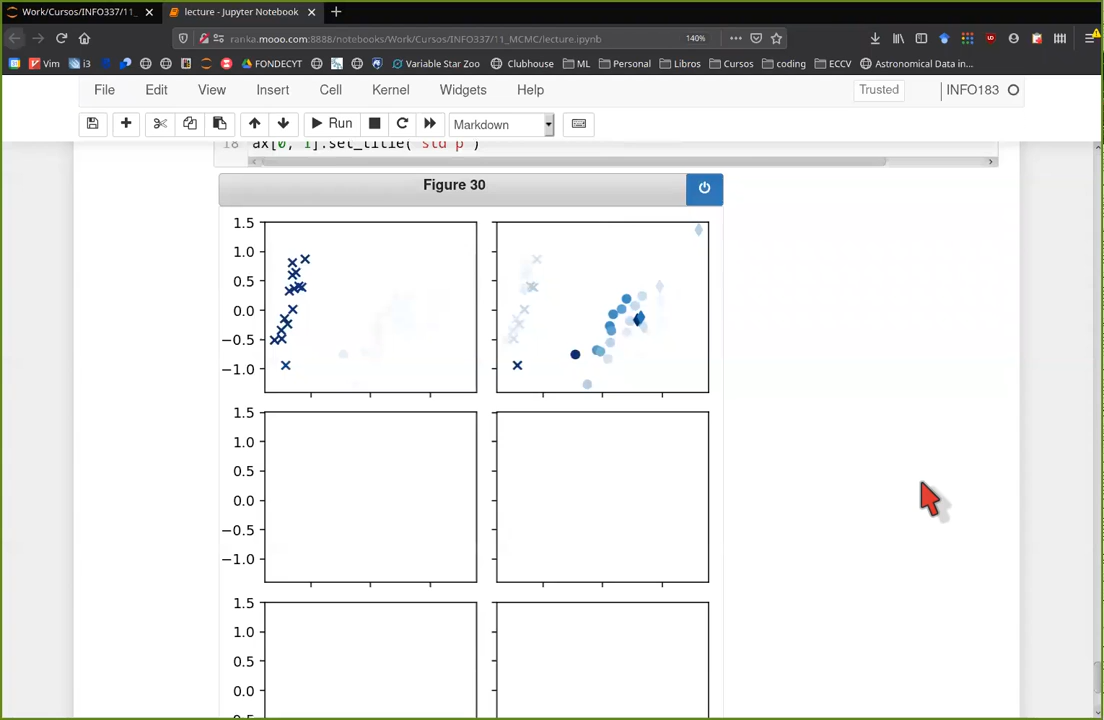 Work/Cursos/INFO337/11_
lecture - Jupyter Notebook
ranka.mooo.com:8888/notebooks/Work/Cursos/INFO337/11_MCMC/lecture.ipynb
140%
Vim
i3
FONDECYT
Variable Star Zoo
Clubhouse
ML
Personal
Libros
Cursos
coding
ECCV
Astronomical Data in...
File
Edit
View
Insert
Cell
Kernel
Widgets
Help
Trusted
INFO183
Run
Markdown
18 ax[0, 1].set_title("std p")
Figure 30
1.5
1.0
0.5
0.0
−0.5
−1.0
1.5
1.0
0.5
0.0
−0.5
−1.0
1.5
1.0
0.5
0.0
−0.5